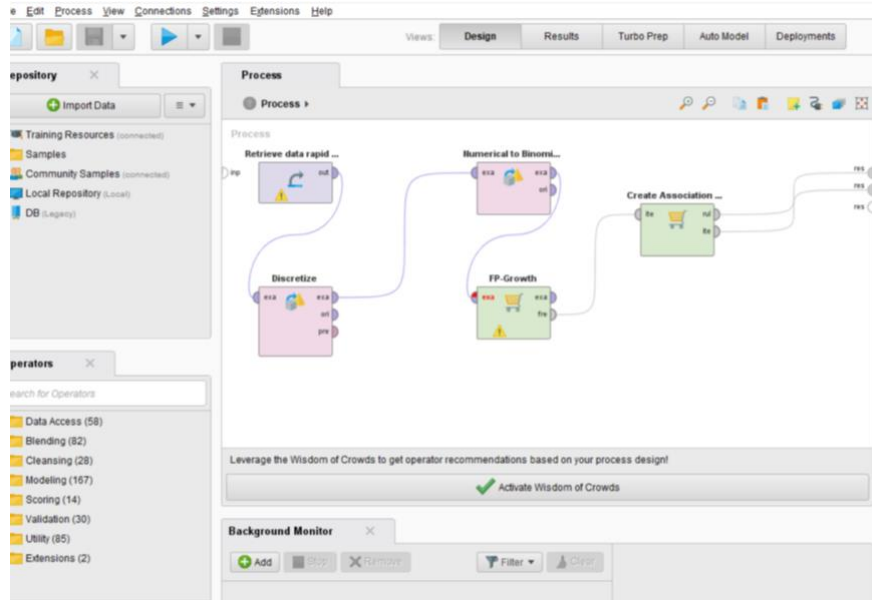 e Edit Process View Connections Settings Extensions Help
Views: Design Results Turbo Prep Auto Model Deployments
epository
Import Data
Training Resources (connected)
Samples
Community Samples (connected)
Local Repository (Local)
DB (Legacy)
Process
Process
Process
Retrieve data rapid ...
inp out
Numerical to Binomi...
exa exa
ori
Create Association ...
ite rul
ite
res
res
res
Discretize
exa exa
ori
pre
FP-Growth
exa exa
fre
perators
earch for Operators
Data Access (58)
Blending (82)
Cleansing (28)
Modeling (167)
Scoring (14)
Validation (30)
Utility (85)
Extensions (2)
Leverage the Wisdom of Crowds to get operator recommendations based on your process design!
Activate Wisdom of Crowds
Background Monitor
Add Stop Remove Filter Clear